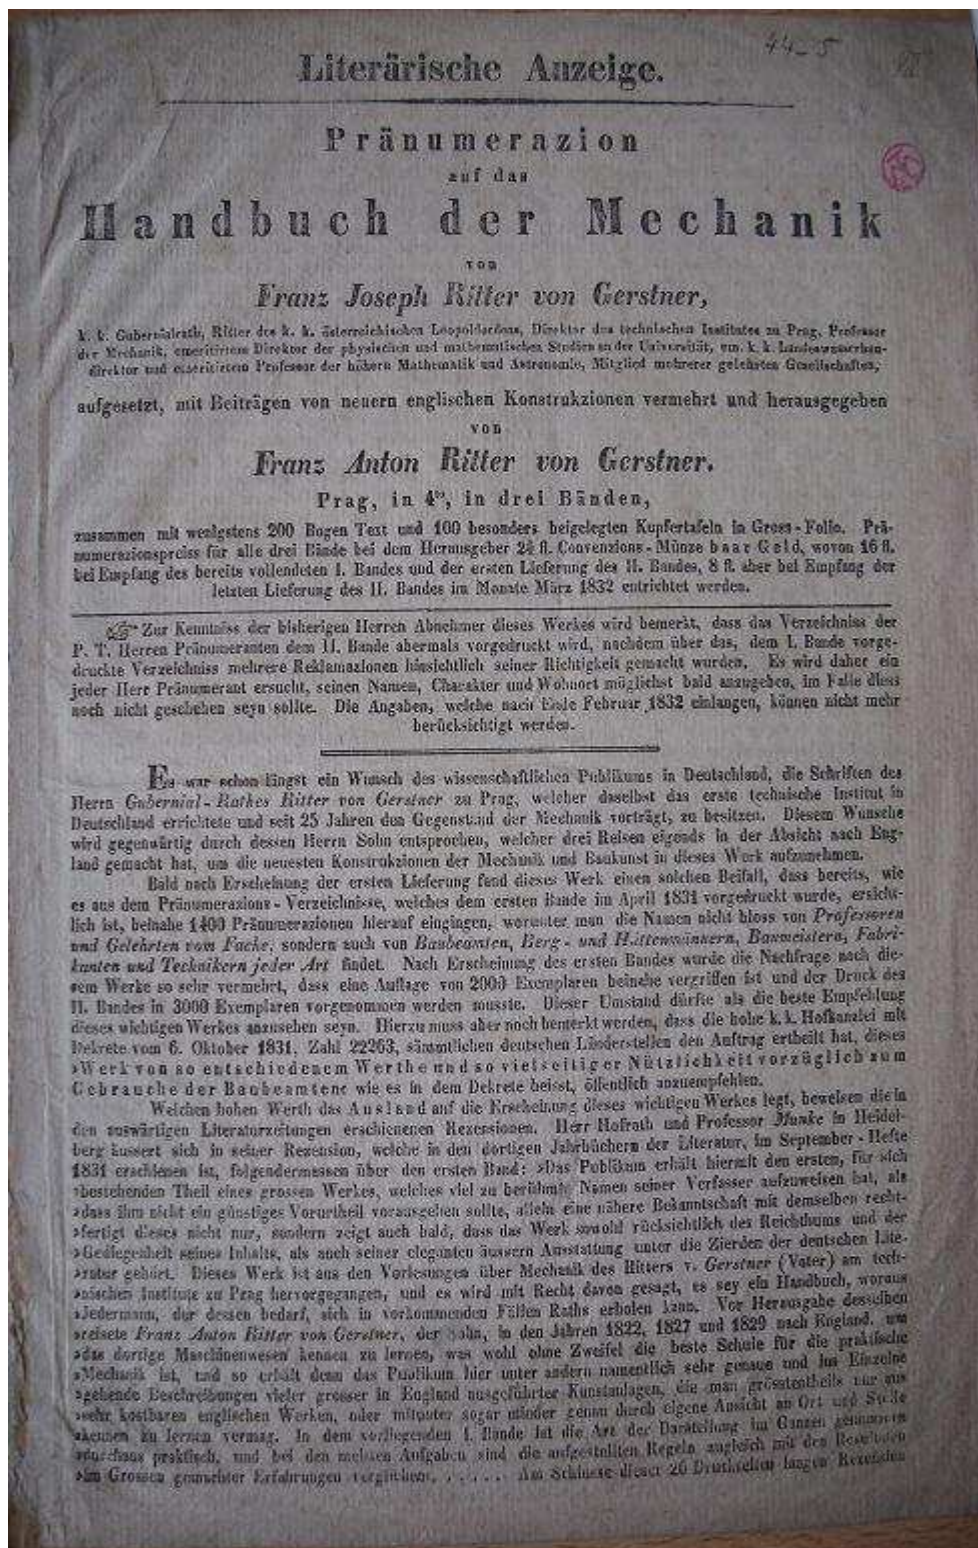 44-5
Literärische Anzeige.
Pränumerazion
auf das
Handbuch der Mechanik
von
Franz Joseph Ritter von Gerstner,
k. k. Gubernialrath, Ritter des k. k. österreichischen Leopoldordens, Direktor des technischen Institutes zu Prag, Professor
der Mechanik, emeritirtem Direktor der physischen und mathematischen Studien an der Universität, em. k. k. Landeswasserbau-
direktor und emeritirtem Professor der höhern Mathematik und Astronomie, Mitglied mehrerer gelehrten Gesellschaften,
aufgesetzt, mit Beiträgen von neuern englischen Konstrukzionen vermehrt und herausgegeben
von
Franz Anton Ritter von Gerstner.
Prag, in 4to, in drei Bänden,
zusammen mit wenigstens 200 Bogen Text und 100 besonders beigelegten Kupfertafeln in Gross-Folio. Prä-
numerazionspreiss für alle drei Bände bei dem Herausgeber 24 fl. Convenzions-Münze baar Geld, wovon 16 fl.
bei Empfang des bereits vollendeten I. Bandes und der ersten Lieferung des II. Bandes, 8 fl. aber bei Empfang der
letzten Lieferung des II. Bandes im Monate März 1832 entrichtet werden.
Zur Kenntniss der bisherigen Herren Abnehmer dieses Werkes wird bemerkt, dass das Verzeichniss der
P. T. Herren Pränumeranten dem II. Bande abermals vorgedruckt wird, nachdem über das, dem I. Bande vorge-
druckte Verzeichniss mehrere Reklamazionen hinsichtlich seiner Richtigkeit gemacht wurden. Es wird daher ein
jeder Herr Pränumerant ersucht, seinen Namen, Charakter und Wohnort möglichst bald anzugeben, im Falle diess
noch nicht geschehen seyn sollte. Die Angaben, welche nach Ende Februar 1832 einlangen, können nicht mehr
berücksichtigt werden.
Es war schon längst ein Wunsch des wissenschaftlichen Publikums in Deutschland, die Schriften des
Herrn Gubernial-Rathes Ritter von Gerstner zu Prag, welcher daselbst das erste technische Institut in
Deutschland errichtete und seit 25 Jahren den Gegenstand der Mechanik vorträgt, zu besitzen. Diesem Wunsche
wird gegenwärtig durch dessen Herrn Sohn entsprochen, welcher drei Reisen eigends in der Absicht nach Eng-
land gemacht hat, um die neuesten Konstrukzionen der Mechanik und Baukunst in dieses Werk aufzunehmen.
Bald nach Erscheinung der ersten Lieferung fand dieses Werk einen solchen Beifall, dass bereits, wie
es aus dem Pränumerazions-Verzeichnisse, welches dem ersten Bande im April 1831 vorgedruckt wurde, ersicht-
lich ist, beinahe 1400 Pränumerazionen hierauf eingingen, worunter man die Namen nicht bloss von Professoren
und Gelehrten vom Fache, sondern auch von Baubeamten, Berg- und Hüttenmännern, Baumeistern, Fabri-
kanten und Technikern jeder Art findet. Nach Erscheinung des ersten Bandes wurde die Nachfrage nach die-
sem Werke so sehr vermehrt, dass eine Auflage von 2000 Exemplaren beinahe vergriffen ist und der Druck des
II. Bandes in 3000 Exemplaren vorgenommen werden musste. Dieser Umstand dürfte als die beste Empfehlung
dieses wichtigen Werkes anzusehen seyn. Hierzu muss aber noch bemerkt werden, dass die hohe k. k. Hofkanzlei mit
Dekrete vom 6. Oktober 1831, Zahl 22263, sämmtlichen deutschen Länderstellen den Auftrag ertheilt hat, dieses
»Werk von so entschiedenem Werthe und so vielseitiger Nützlichkeit vorzüglich zum
Gebrauche der Baubeamten« wie es in dem Dekrete heisst, öffentlich anzuempfehlen.
Welchen hohen Werth das Ausland auf die Erscheinung dieses wichtigen Werkes legt, beweisen die in
den auswärtigen Literaturzeitungen erschienenen Rezensionen. Herr Hofrath und Professor Munke in Heidel-
berg äussert sich in seiner Rezension, welche in den dortigen Jahrbüchern der Literatur, im September-Hefte
1831 erschienen ist, folgendermassen über den ersten Band: »Das Publikum erhält hiermit den ersten, für sich
»bestehenden Theil eines grossen Werkes, welches viel zu berühmte Namen seiner Verfasser aufzuweisen hat, als
»dass ihm nicht ein günstiges Vorurtheil vorausgehen sollte, allein eine nähere Bekanntschaft mit demselben recht-
»fertigt dieses nicht nur, sondern zeigt auch bald, dass das Werk sowohl rücksichtlich des Reichthums und der
»Gediegenheit seines Inhalts, als auch seiner eleganten äussern Ausstattung unter die Zierden der deutschen Lite-
»ratur gehört. Dieses Werk ist aus den Vorlesungen über Mechanik des Ritters v. Gerstner (Vater) am tech-
»nischen Institute zu Prag hervorgegangen, und es wird mit Recht davon gesagt, es sey ein Handbuch, woraus
»Jedermann, der dessen bedarf, sich in vorkommenden Fällen Raths erholen kann. Vor Herausgabe desselben
»reisete Franz Anton Ritter von Gerstner, der Sohn, in den Jahren 1822, 1827 und 1829 nach England, um
»das dortige Maschinenwesen kennen zu lernen, was wohl ohne Zweifel die beste Schule für die praktische
»Mechanik ist, und so erhält denn das Publikum hier unter andern namentlich sehr genaue und ins Einzelne
»gehende Beschreibungen vieler grosser in England ausgeführter Kunstanlagen, die man grösstentheils nur aus
»sehr kostbaren englischen Werken, oder mitunter sogar minder genau durch eigene Ansicht an Ort und Stelle
»kennen zu lernen vermag. In dem vorliegenden I. Bande ist die Art der Darstellung im Ganzen genommen
»durchaus praktisch, und bei den meisten Aufgaben sind die aufgestellten Regeln zugleich mit den Resultaten
»im Grossen gemachter Erfahrungen verglichen. . . . . . Am Schlusse dieser 26 Druckseiten langen Rezension